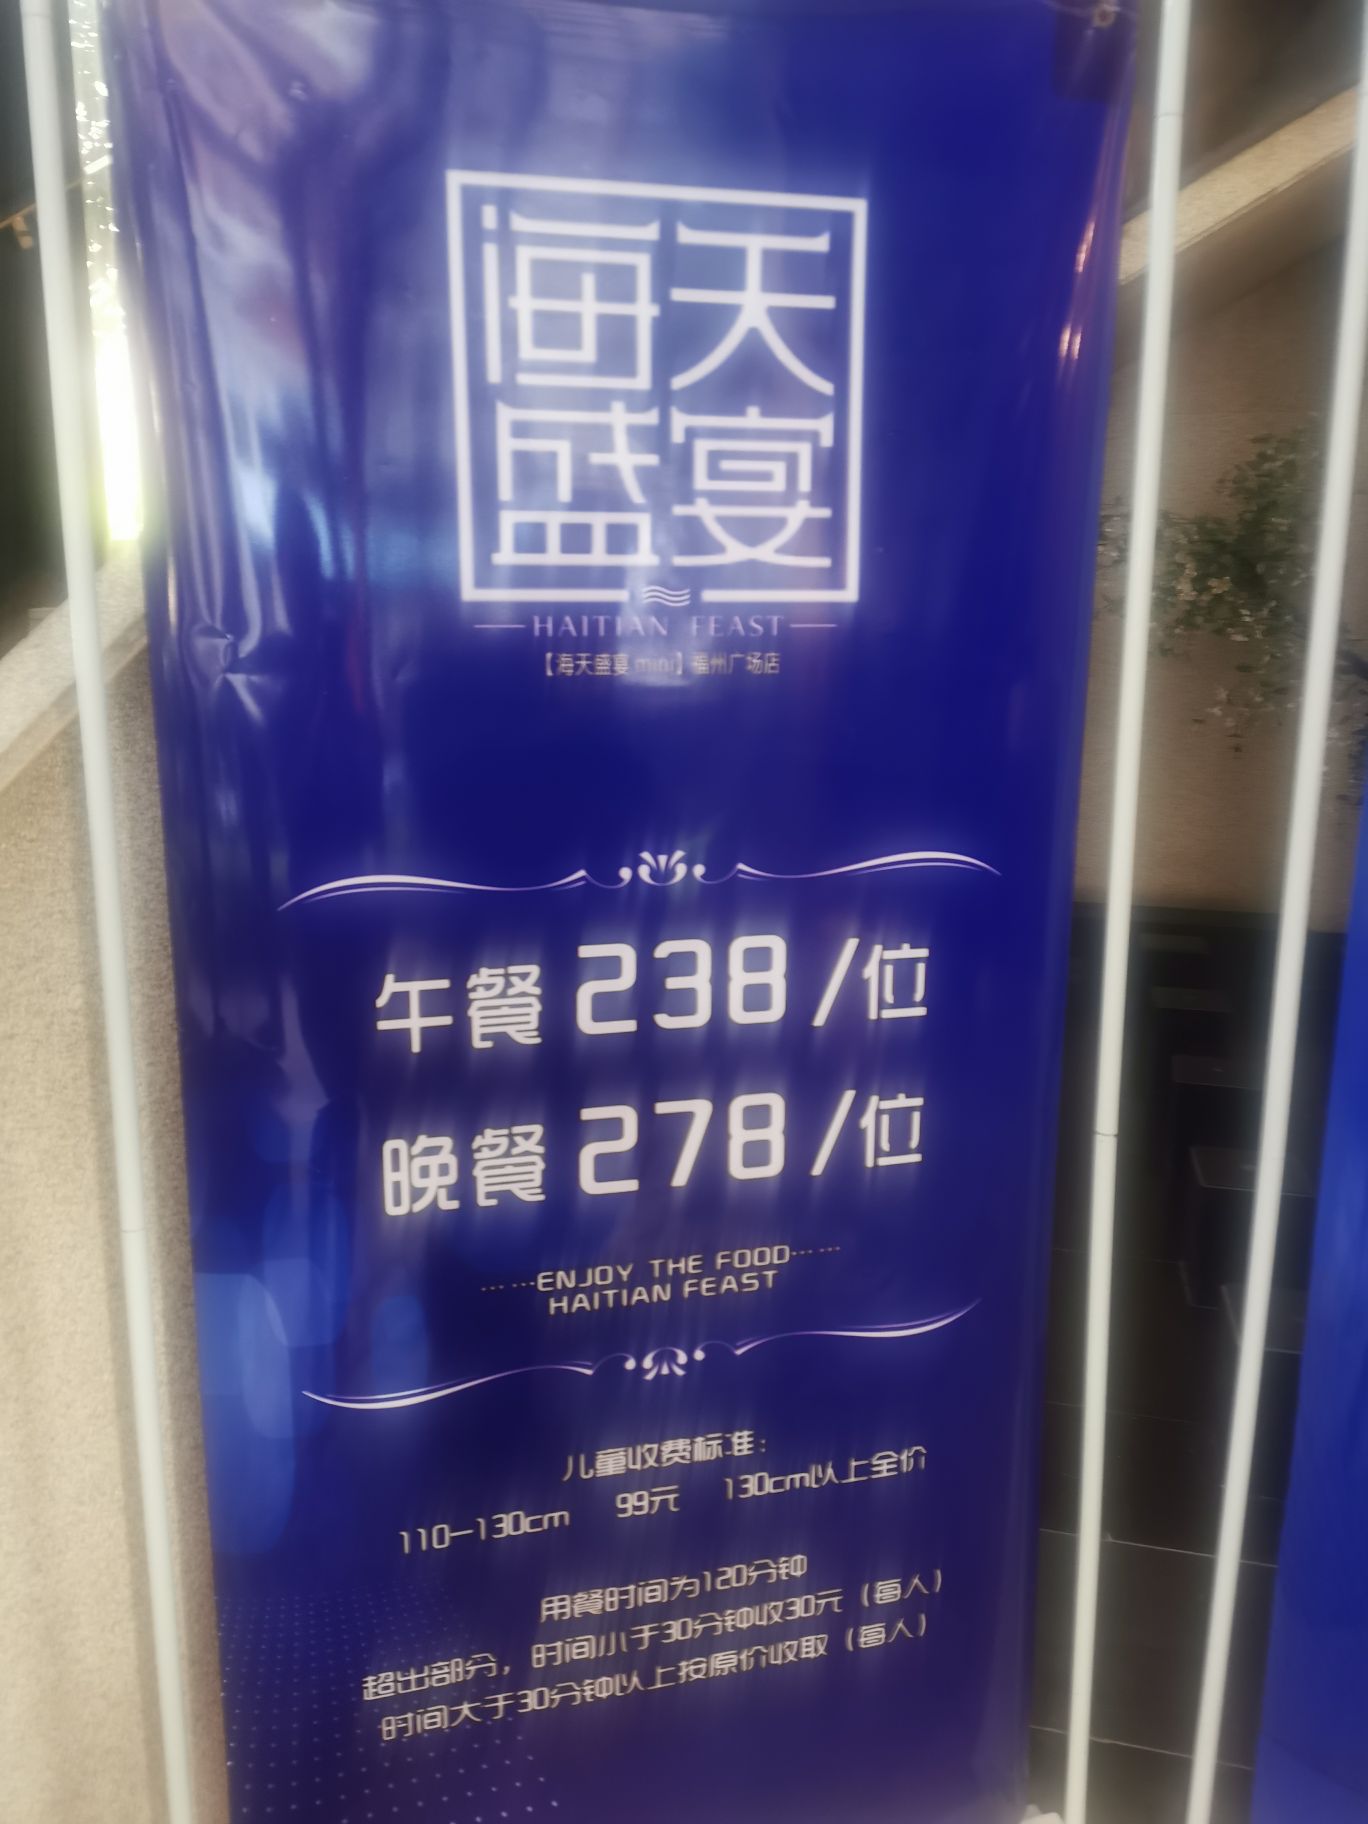 海天
盛宴
HAITIAN FEAST
【海天盛宴 mini】福州广场店
午餐 238 /位
晚餐 278 /位
……ENJOY THE FOOD……
HAITIAN FEAST
儿童收费标准：
110—130cm 99元 130cm以上全价
用餐时间为120分钟
超出部分，时间小于30分钟收30元（每人）
时间大于30分钟以上按原价收取（每人）